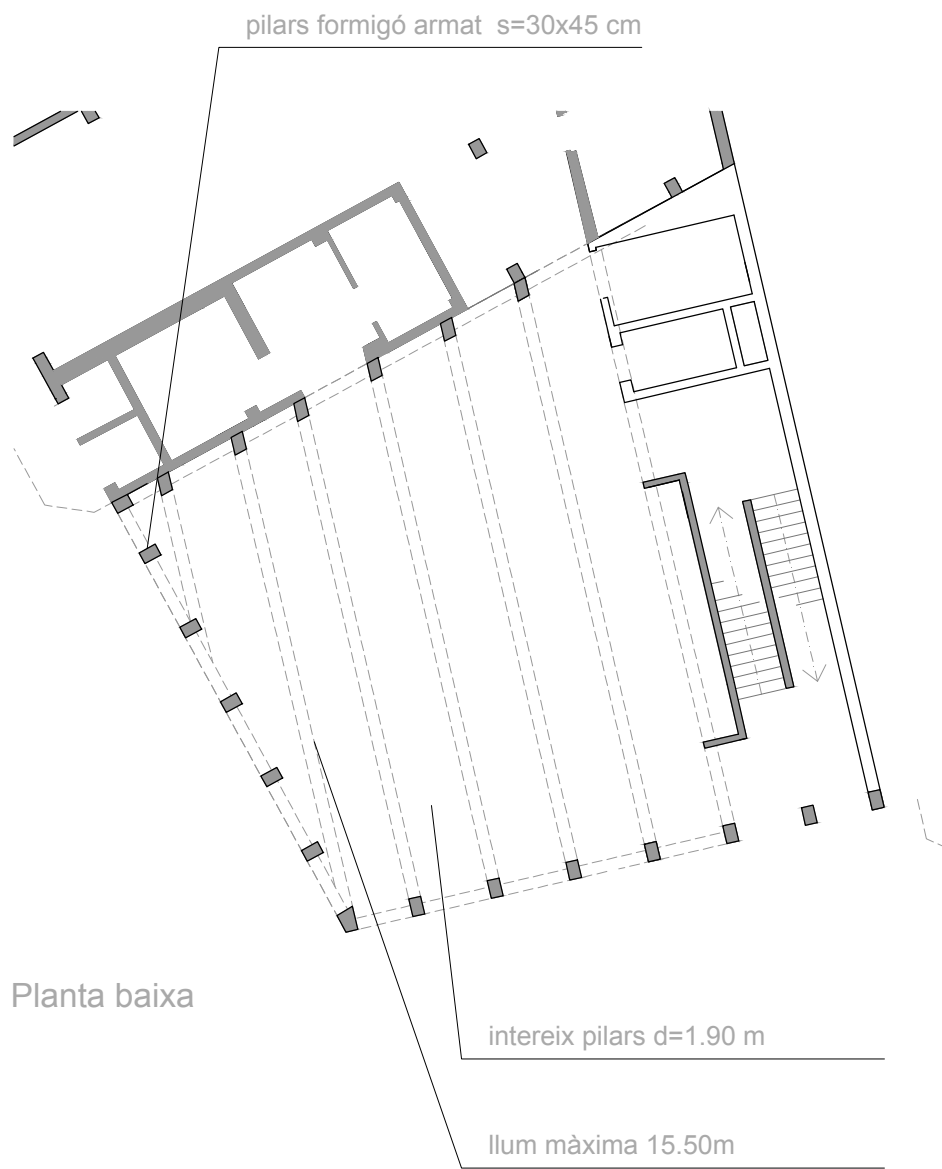 pilars formigó armat  s=30x45 cm
Planta baixa
intereix pilars d=1.90 m
llum màxima 15.50m